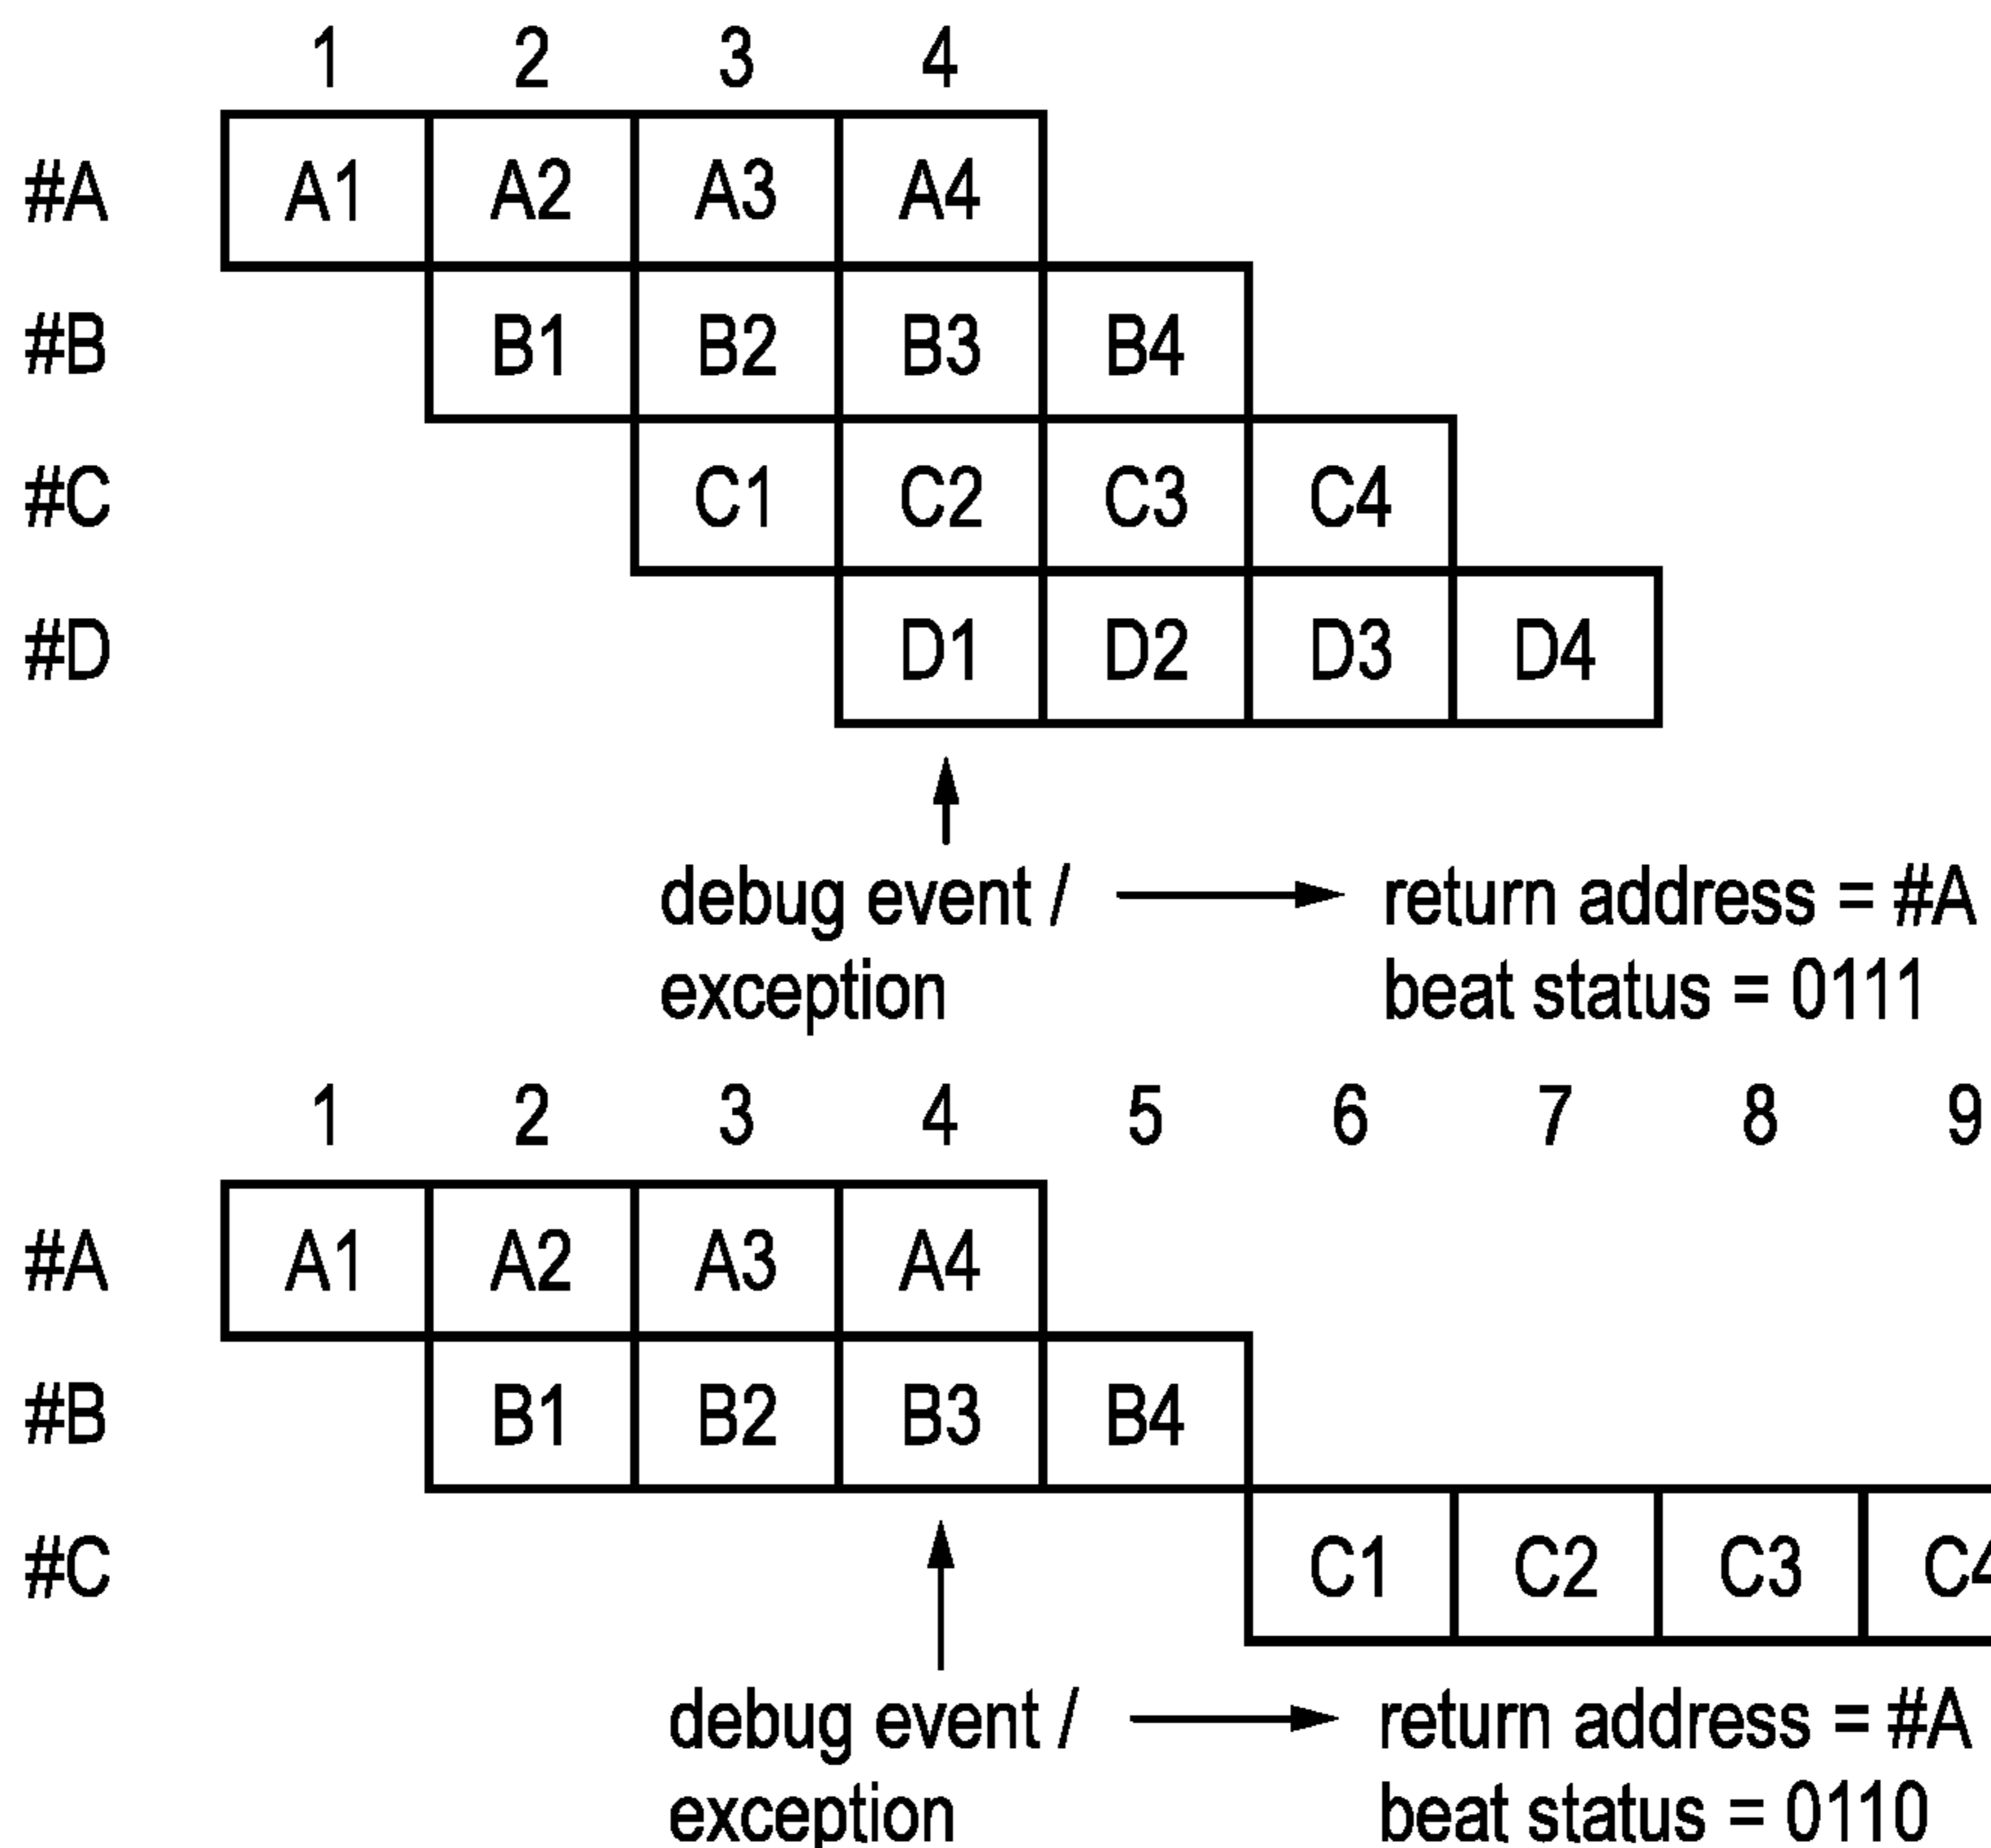 1 2 3 4
#A A1 A2 A3 A4
#B B1 B2 B3 B4
#C C1 C2 C3 C4
#D D1 D2 D3 D4
debug event / return address = #A
exception beat status = 0111
1 2 3 4 5 6 7 8 9
#A A1 A2 A3 A4
#B B1 B2 B3 B4
#C C1 C2 C3 C4
debug event / return address = #A
exception beat status = 0110